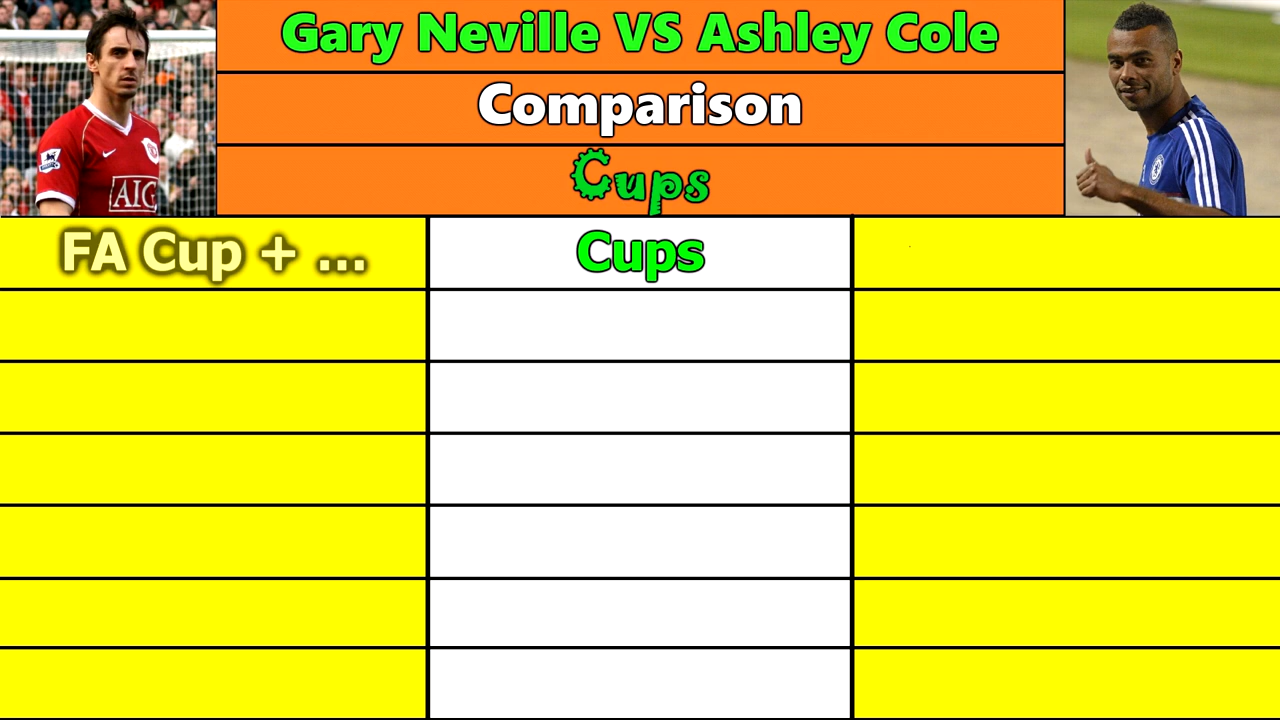 Gary Neville VS Ashley Cole
Comparison
Cups
FA Cup + ...
Cups
AIG